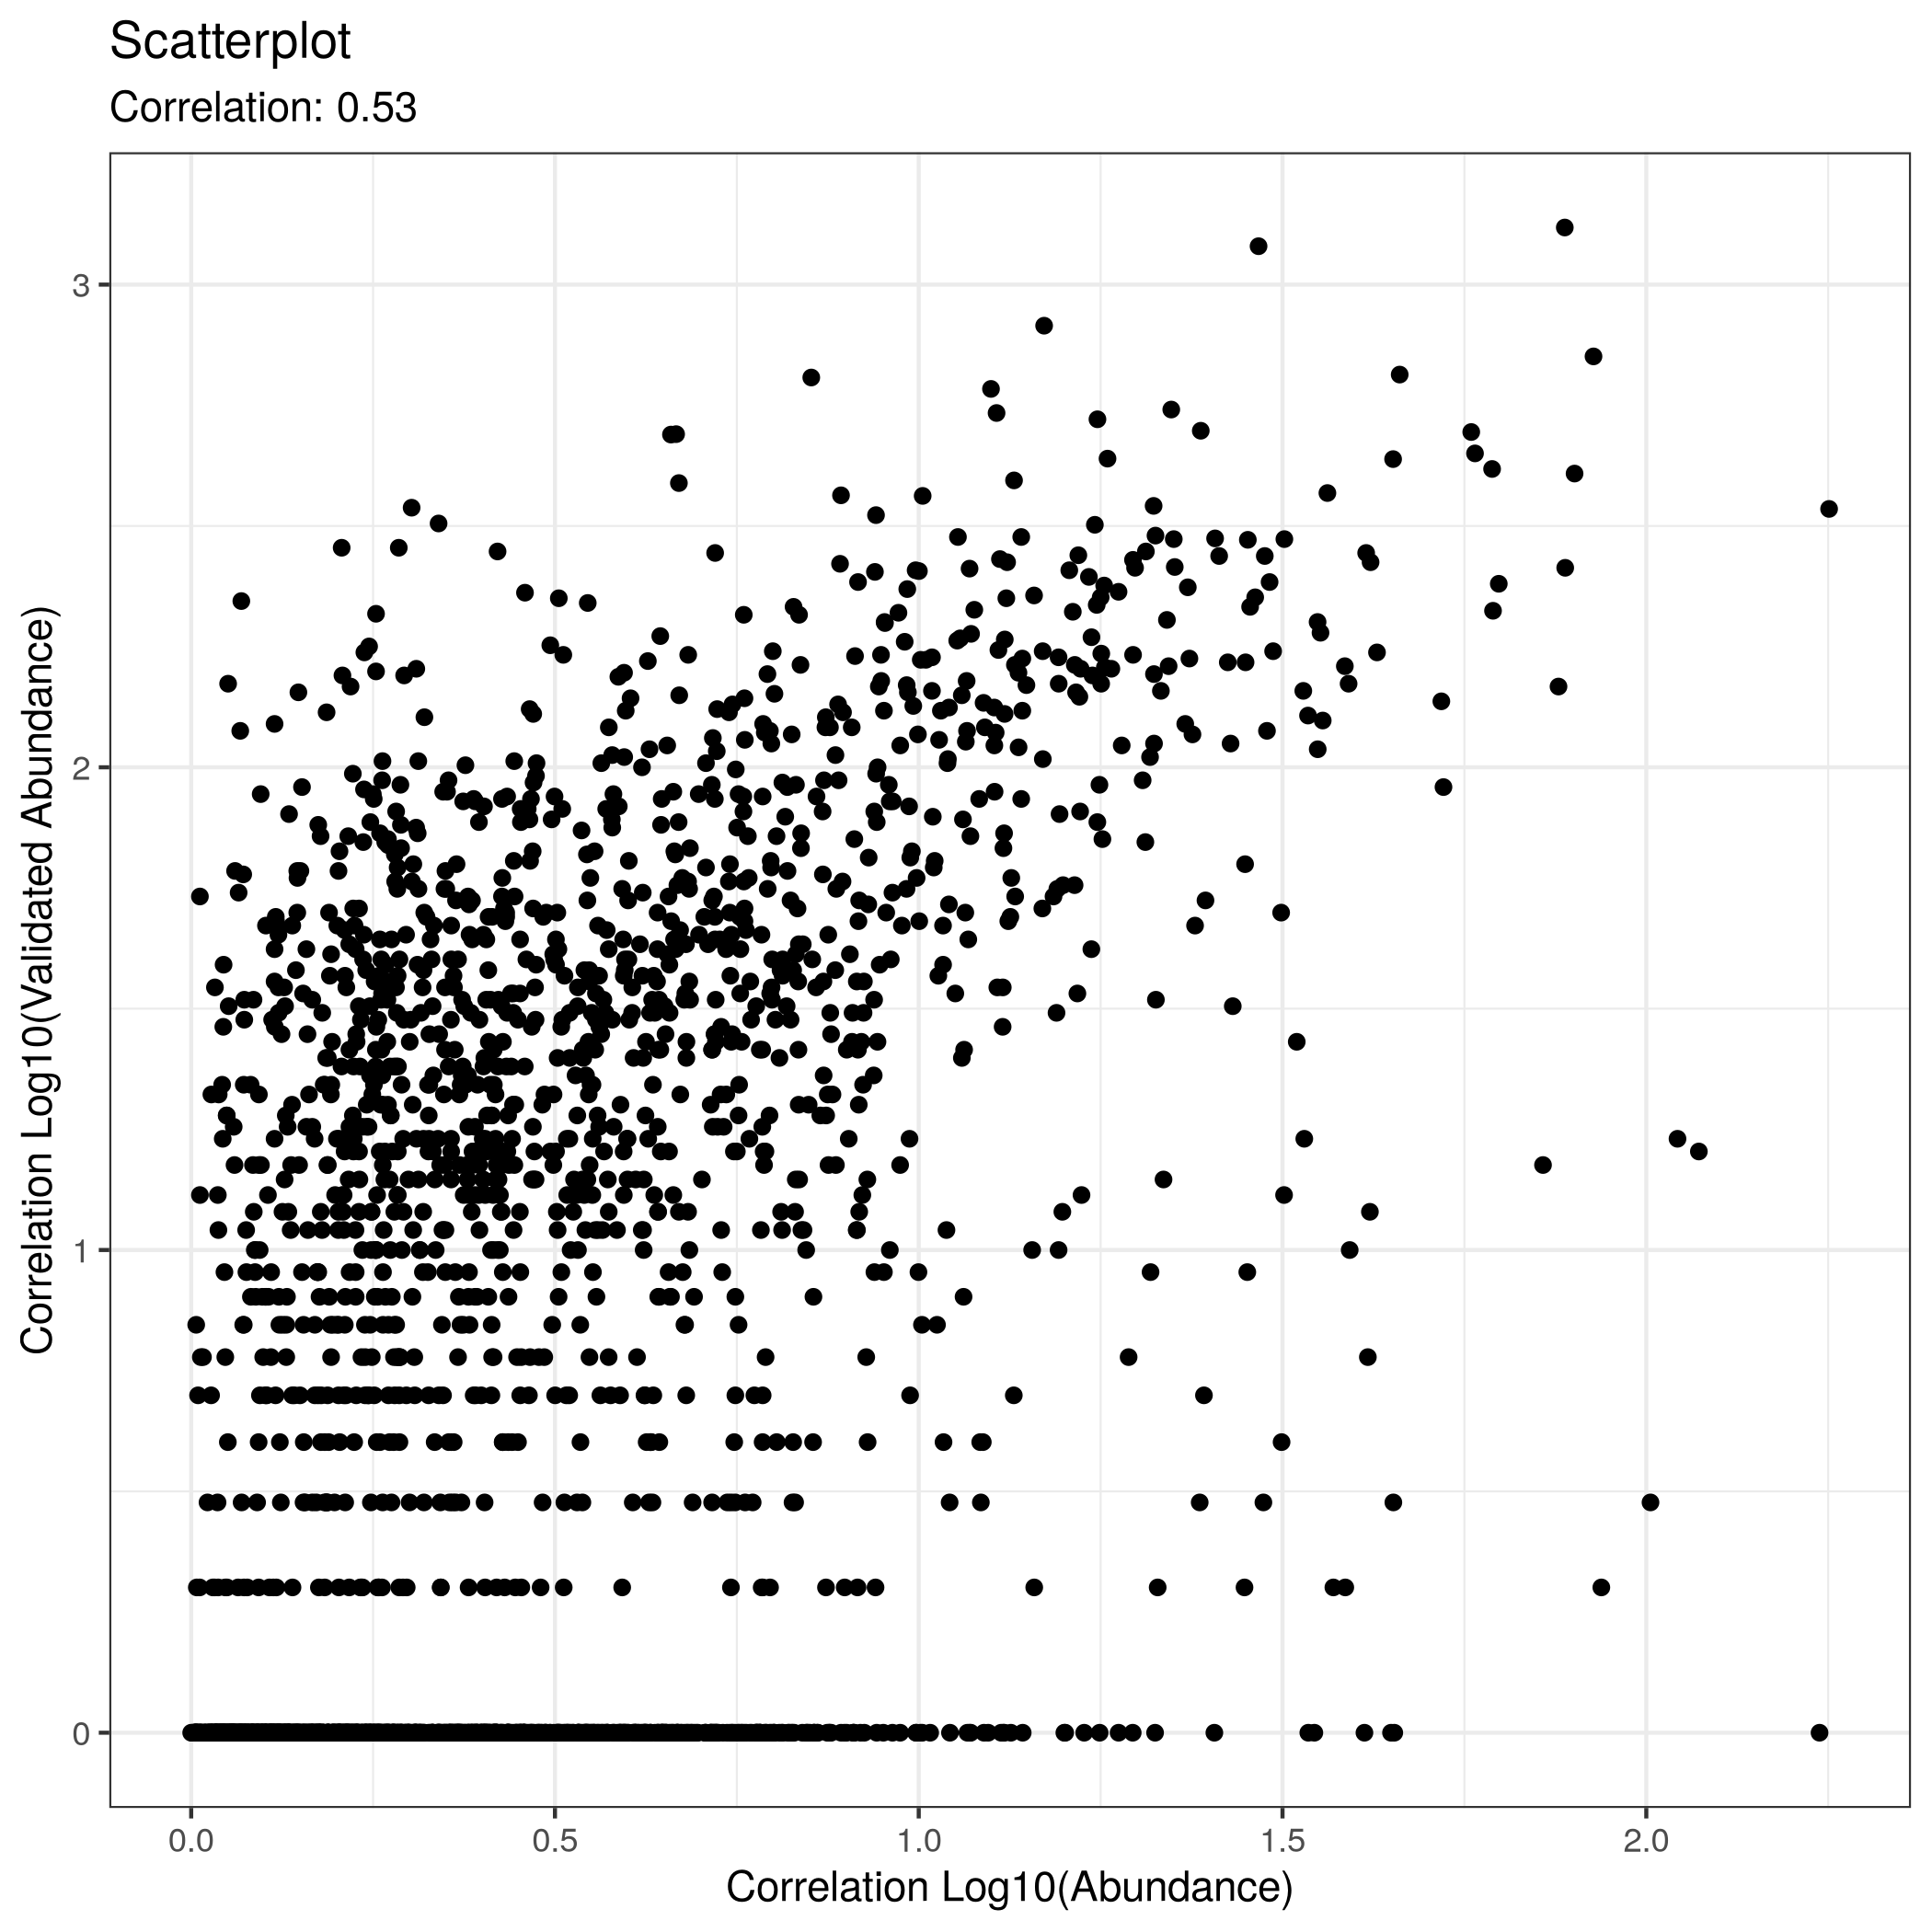 Scatterplot
Correlation: 0.53
3
2
1
0
Correlation Log10(Validated Abundance)
0.0 0.5 1.0 1.5 2.0
Correlation Log10(Abundance)